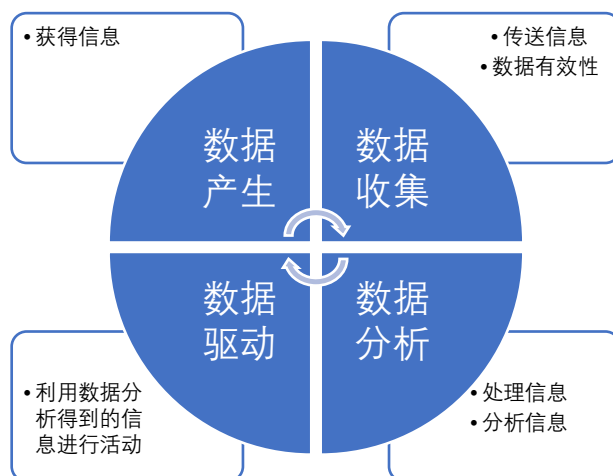 • 获得信息
• 传送信息
• 数据有效性
数据
产生
数据
收集
数据
驱动
数据
分析
• 利用数据分
析得到的信
息进行活动
• 处理信息
• 分析信息